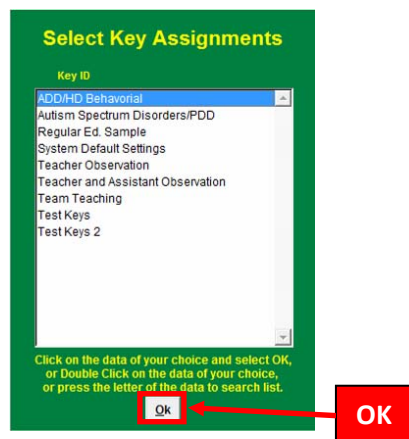 Select Key Assignments
Key ID
ADD/HD Behavorial
Autism Spectrum Disorders/PDD
Regular Ed. Sample
System Default Settings
Teacher Observation
Teacher and Assistant Observation
Team Teaching
Test Keys
Test Keys 2
Click on the data of your choice and select OK,
or Double Click on the data of your choice,
or press the letter of the data to search list.
Ok
OK